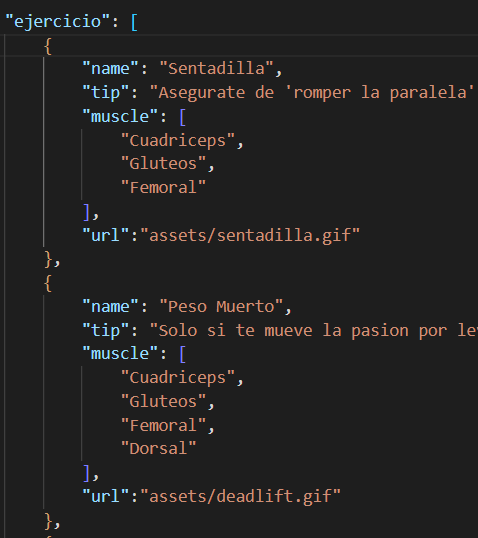 "ejercicio": [
{
"name": "Sentadilla",
"tip": "Asegurate de 'romper la paralela'
"muscle": [
"Cuadriceps",
"Gluteos",
"Femoral"
],
"url":"assets/sentadilla.gif"
},
{
"name": "Peso Muerto",
"tip": "Solo si te mueve la pasion por lev
"muscle": [
"Cuadriceps",
"Gluteos",
"Femoral",
"Dorsal"
],
"url":"assets/deadlift.gif"
},